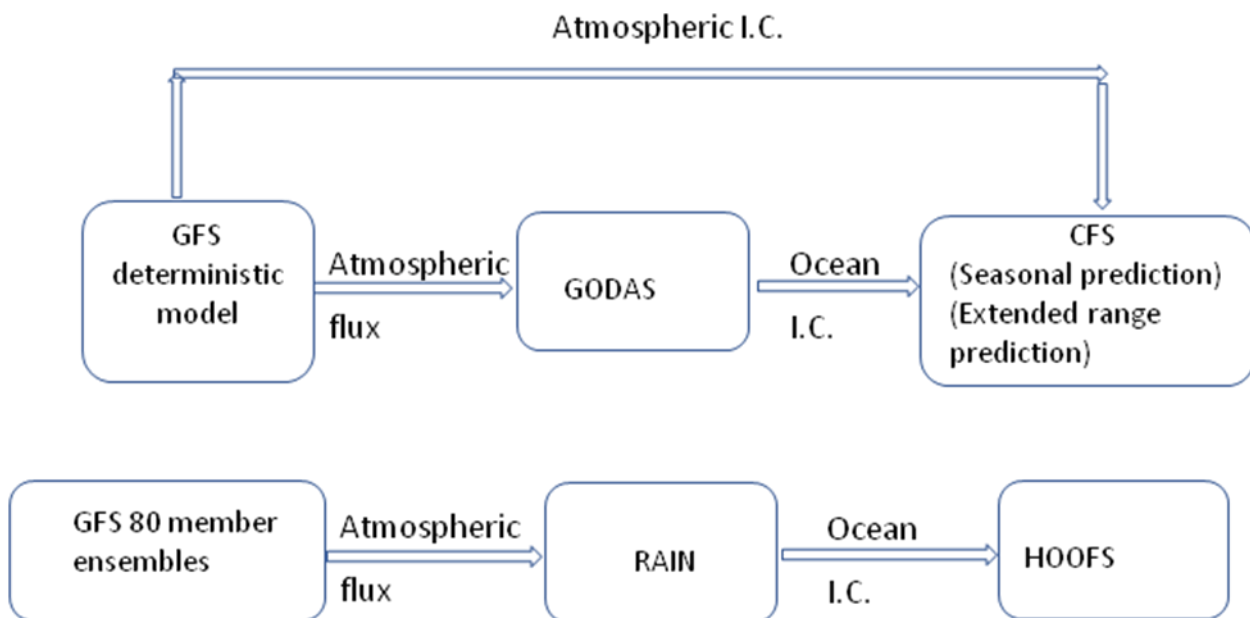 Atmospheric I.C.
GFS
deterministic
model
Atmospheric
flux
GODAS
Ocean
I.C.
CFS
(Seasonal prediction)
(Extended range
prediction)
GFS 80 member
ensembles
Atmospheric
flux
RAIN
Ocean
I.C.
HOOFS